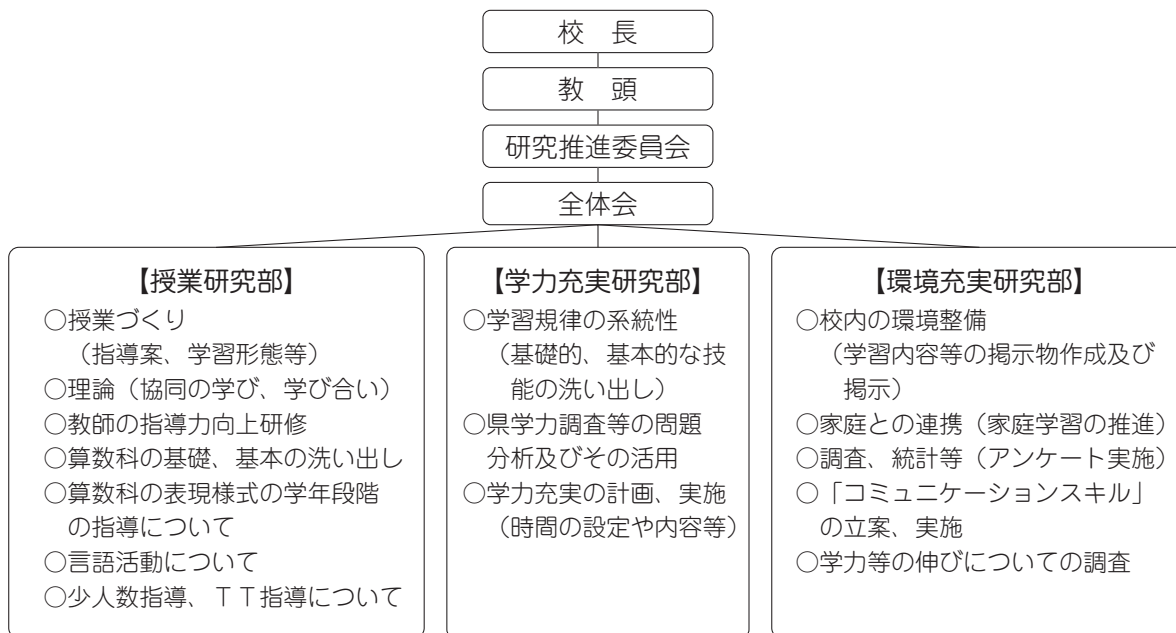 校　長
教　頭
研究推進委員会
全体会
【授業研究部】
○授業づくり
（指導案、学習形態等）
○理論（協同の学び、学び合い）
○教師の指導力向上研修
○算数科の基礎、基本の洗い出し
○算数科の表現様式の学年段階
の指導について
○言語活動について
○少人数指導、ＴＴ指導について
【学力充実研究部】
○学習規律の系統性
（基礎的、基本的な技
能の洗い出し）
○県学力調査等の問題
分析及びその活用
○学力充実の計画、実施
（時間の設定や内容等）
【環境充実研究部】
○校内の環境整備
（学習内容等の掲示物作成及び
掲示）
○家庭との連携（家庭学習の推進）
○調査、統計等（アンケート実施）
○「コミュニケーションスキル」
の立案、実施
○学力等の伸びについての調査